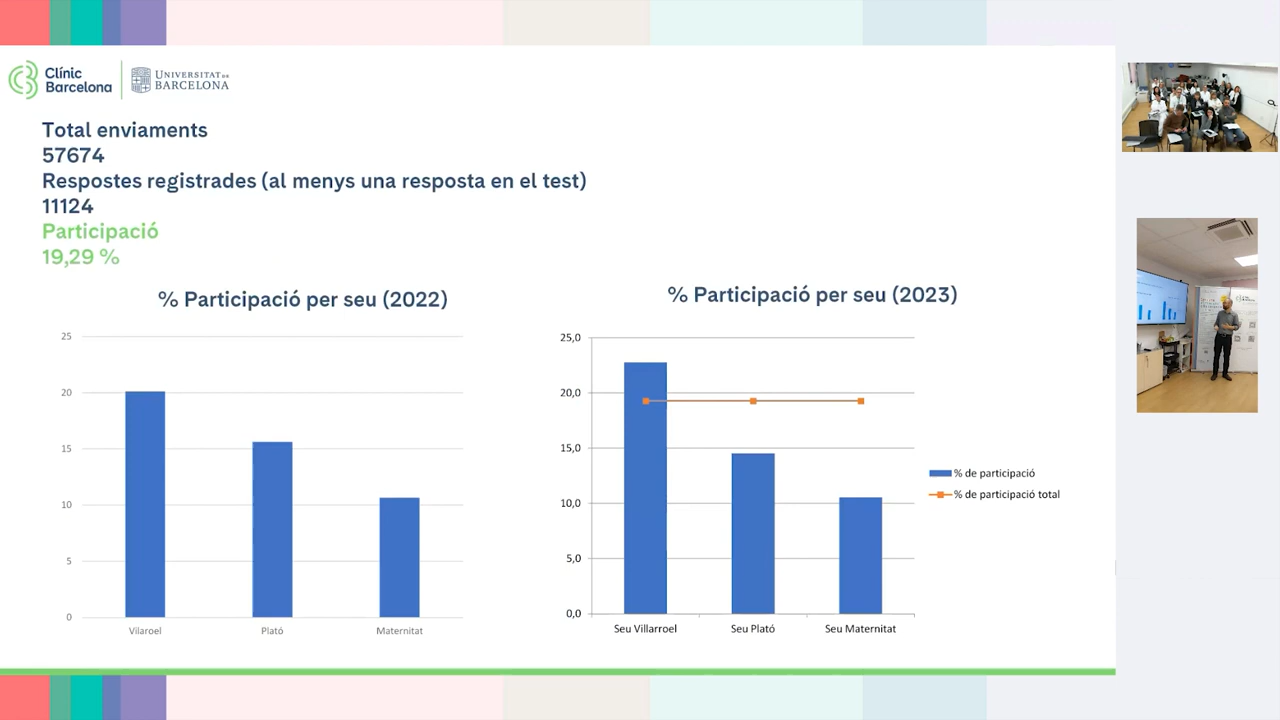 Clínic
Barcelona
UNIVERSITAT DE
BARCELONA
Total enviaments
57674
Respostes registrades (al menys una resposta en el test)
11124
Participació
19,29 %
% Participació per seu (2022)
25
20
15
10
5
0
Vilaroel
Plató
Maternitat
% Participació per seu (2023)
25,0
20,0
15,0
10,0
5,0
0,0
Seu Villarroel
Seu Plató
Seu Maternitat
% de participació
% de participació total